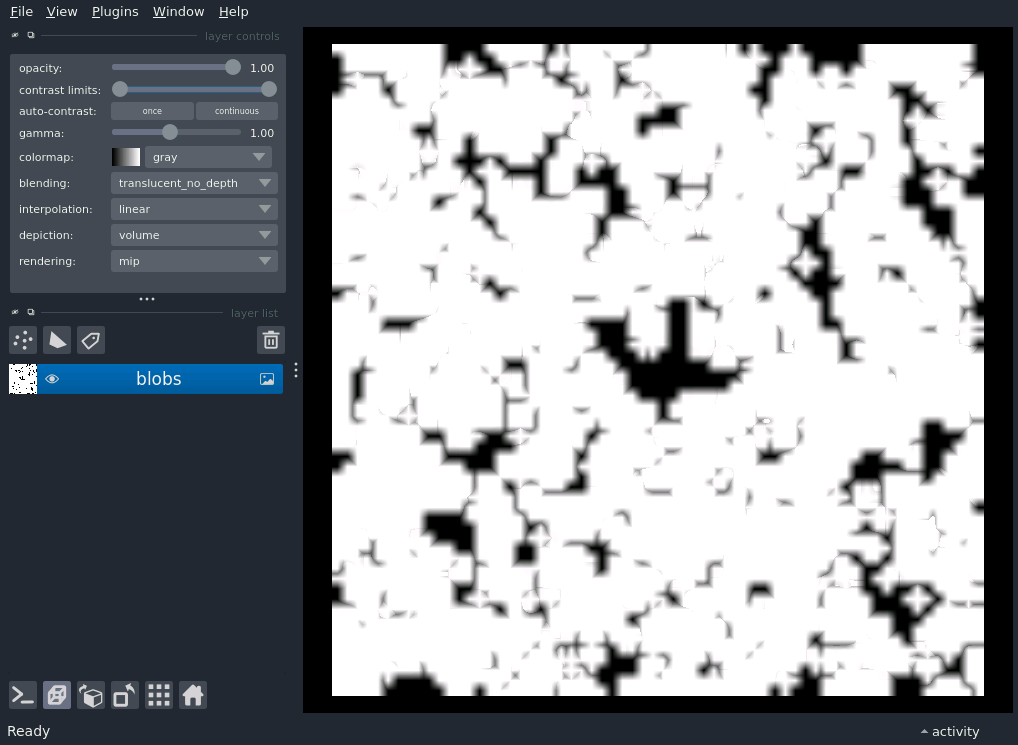 File View Plugins Window Help
layer controls
opacity: 1.00
contrast limits:
auto-contrast: once continuous
gamma: 1.00
colormap: gray
blending: translucent_no_depth
interpolation: linear
depiction: volume
rendering: mip
layer list
blobs
Ready activity